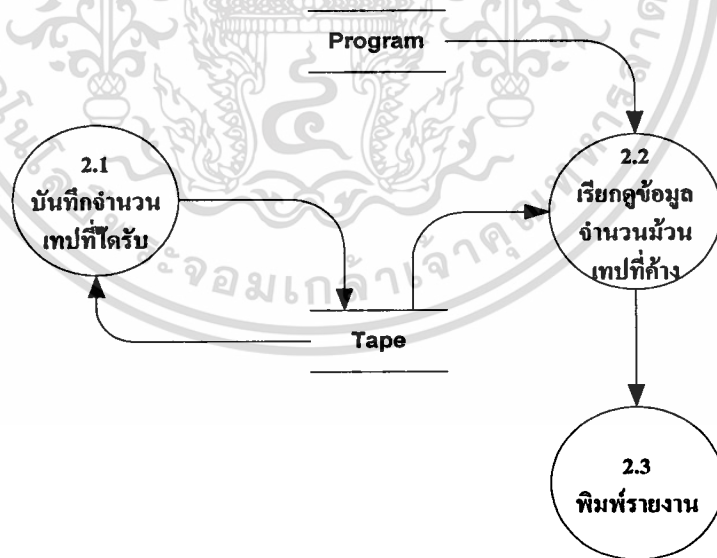 Program
2.1
บันทึกจำนวน
เทปที่ได้รับ
2.2
เรียกดูข้อมูล
จำนวนม้วน
เทปที่ค้าง
Tape
2.3
พิมพ์รายงาน